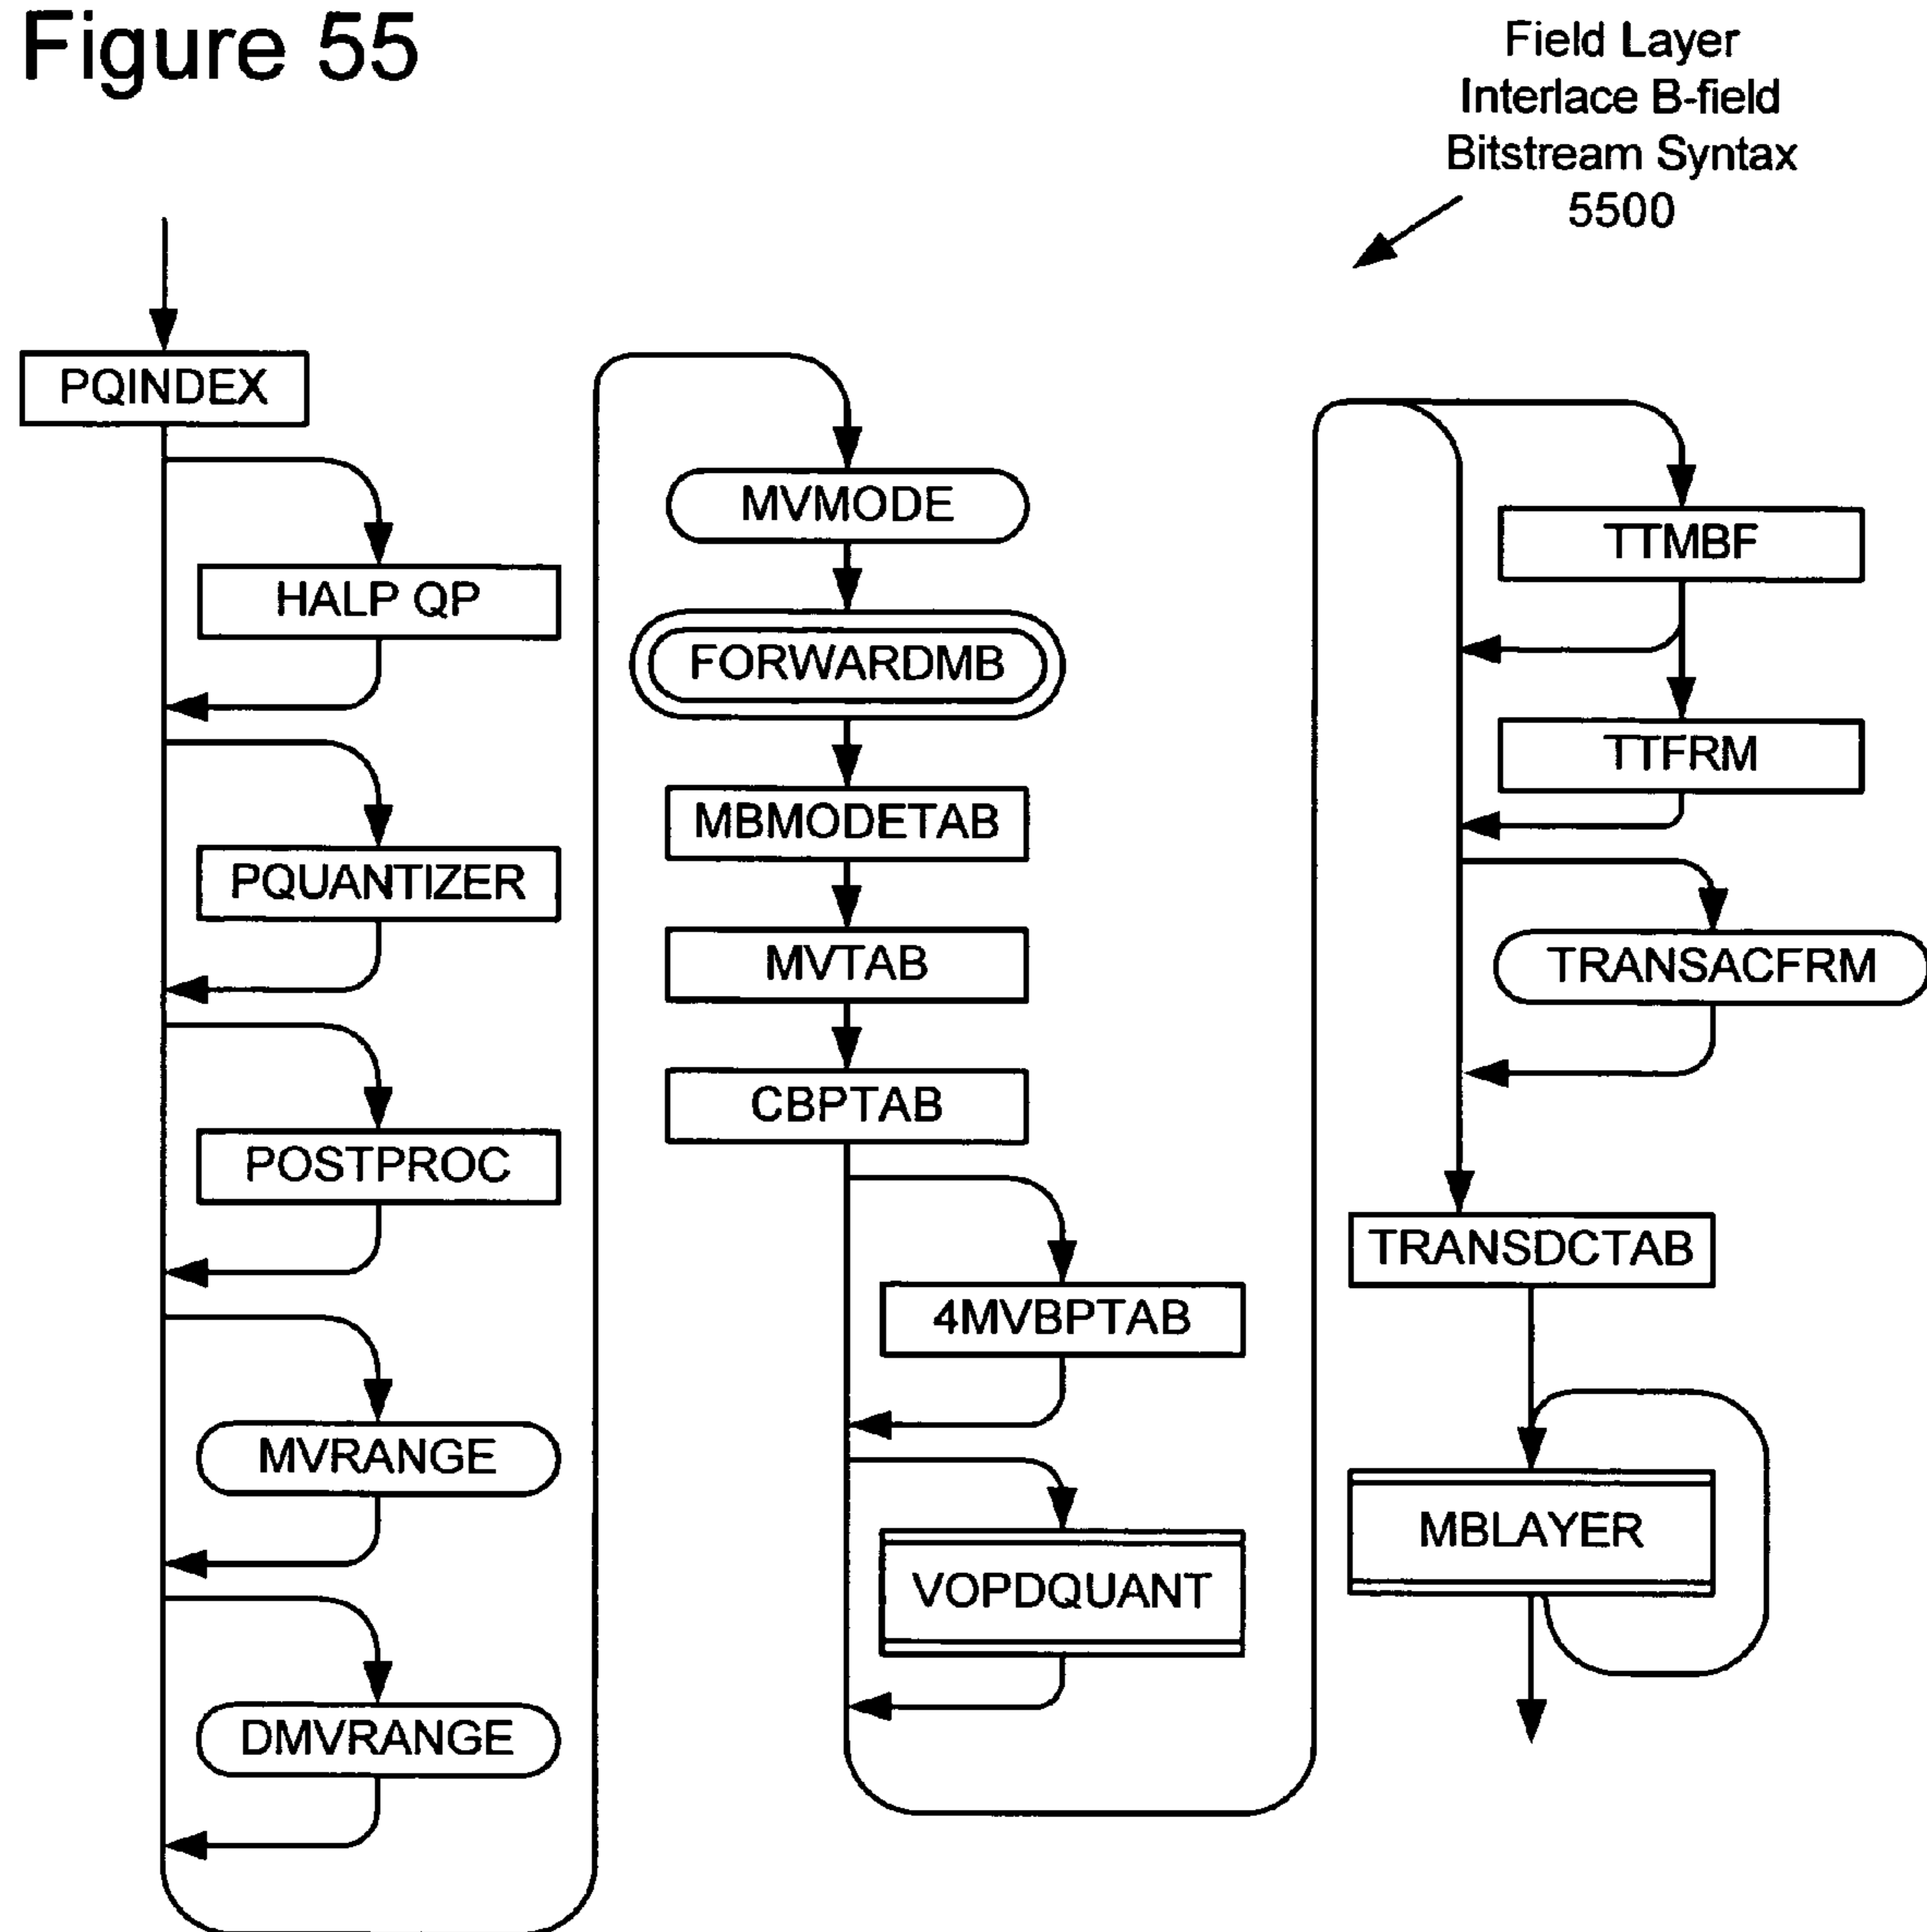 Figure 55
Field Layer
Interlace B-field
Bitstream Syntax
5500
PQINDEX
HALP QP
PQUANTIZER
POSTPROC
MVRANGE
DMVRANGE
MVMODE
FORWARDMB
MBMODETAB
MVTAB
CBPTAB
4MVBPTAB
VOPDQUANT
TTMBF
TTFRM
TRANSACFRM
TRANSDCTAB
MBLAYER